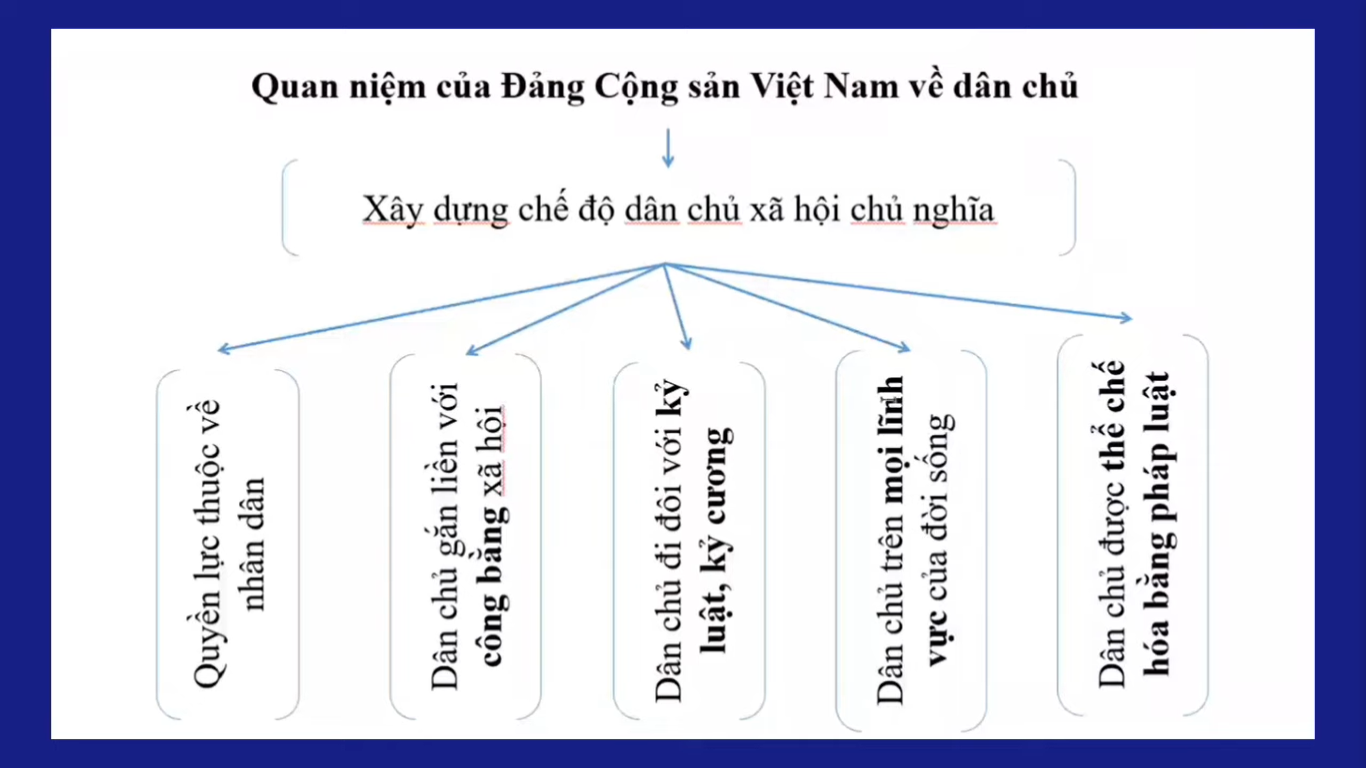 Quan niệm của Đảng Cộng sản Việt Nam về dân chủ
Xây dựng chế độ dân chủ xã hội chủ nghĩa
Quyền lực thuộc về
nhân dân
Dân chủ gắn liền với
công bằng xã hội
Dân chủ đi đôi với kỷ
luật, kỷ cương
Dân chủ trên mọi lĩnh
vực của đời sống
Dân chủ được thể chế
hóa bằng pháp luật